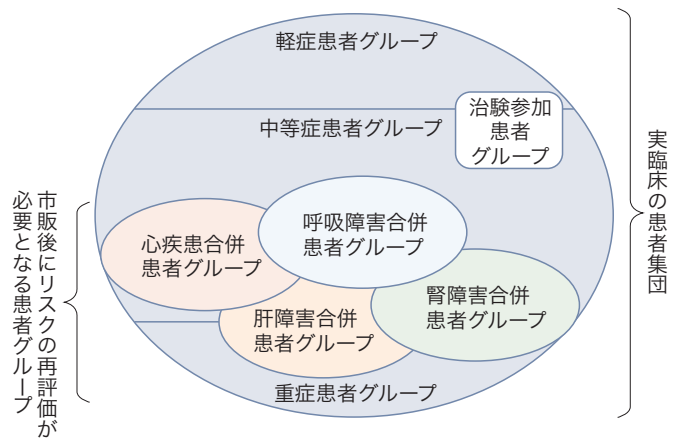 軽症患者グループ
中等症患者グループ
治験参加
患者
グループ
呼吸障害合併
患者グループ
心疾患合併
患者グループ
腎障害合併
患者グループ
肝障害合併
患者グループ
重症患者グループ
実臨床の患者集団
市販後にリスクの再評価が
必要となる患者グループ